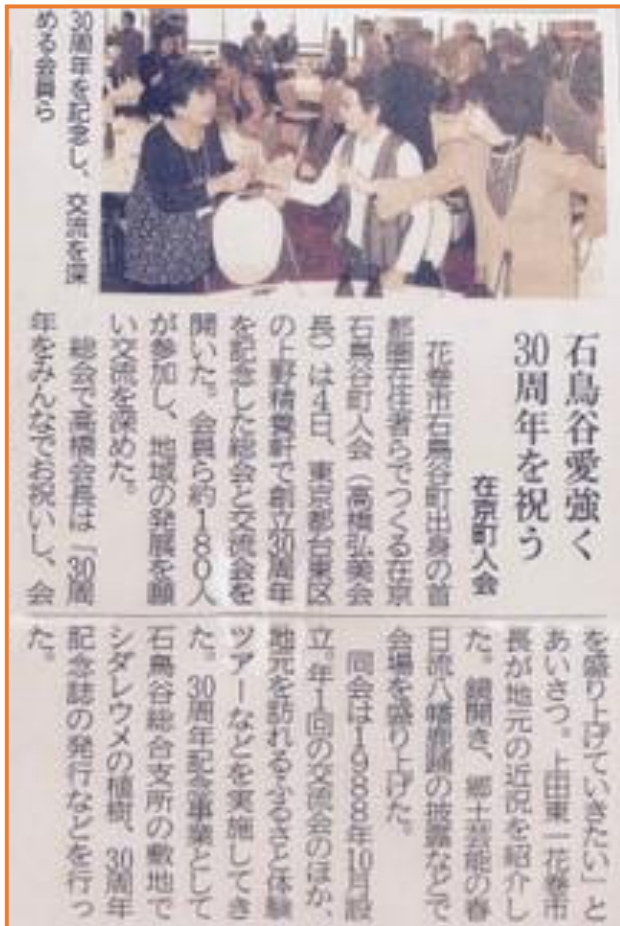 30周年を記念し、交流を深
める会員ら
石鳥谷愛強く
30周年を祝う
在京町人会
花巻市石鳥谷町出身の首
都圏在住者らでつくる在京
石鳥谷町人会（高橋弘美会
長）は4日、東京都台東区
の上野精養軒で創立30周年
を記念した総会と交流会を
開いた。会員ら約180人
が参加し、地域の発展を願
い交流を深めた。
総会で高橋会長は「30周
年をみんなでお祝いし、会
を盛り上げていきたい」と
あいさつ。上田東一花巻市
長が地元の近況を紹介し
た。鏡開き、郷土芸能の春
日流八幡鹿踊の披露などで
会場を盛り上げた。
同会は1988年10月設
立。年1回の交流会のほか、
地元を訪れるふるさと体験
ツアーなどを実施してき
た。30周年記念事業として
石鳥谷総合支所の敷地で
シダレウメの植樹、30周年
記念誌の発行などを行っ
た。